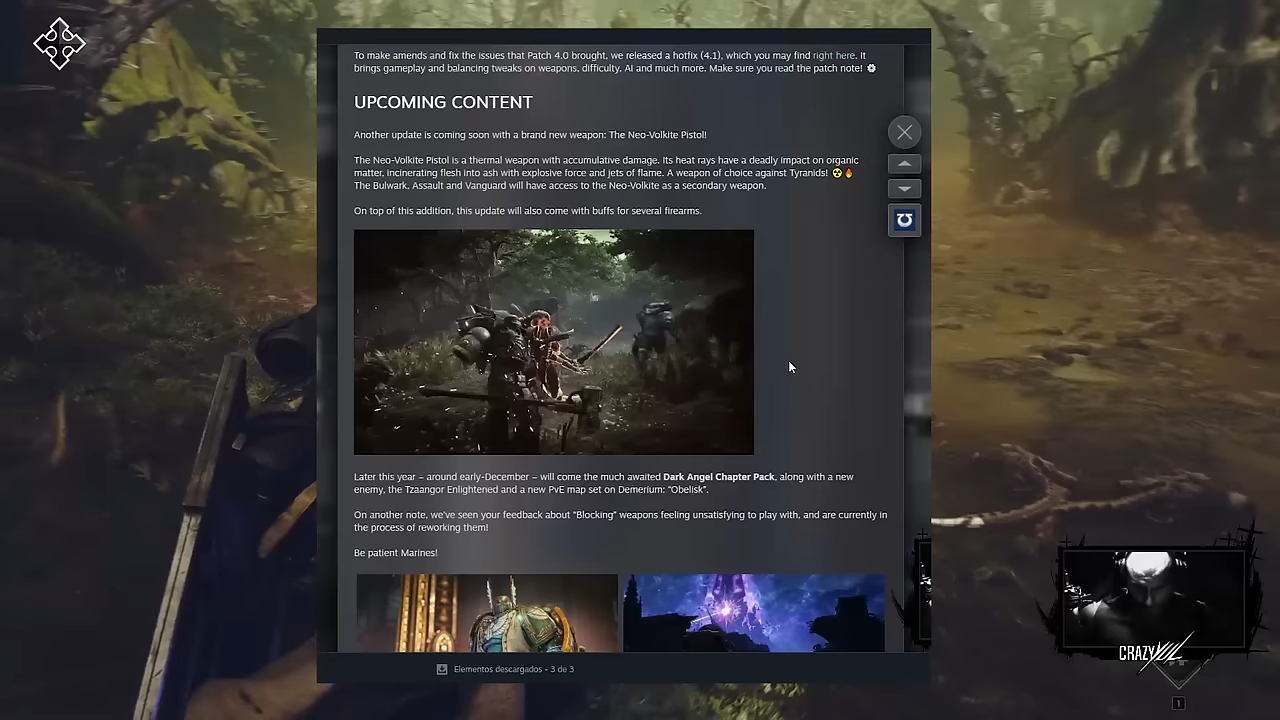 To make amends and fix the issues that Patch 4.0 brought, we released a hotfix (4.1), which you may find right here. It
brings gameplay and balancing tweaks on weapons, difficulty, AI and much more. Make sure you read the patch note! ⚙
UPCOMING CONTENT
Another update is coming soon with a brand new weapon: The Neo-Volkite Pistol!
The Neo-Volkite Pistol is a thermal weapon with accumulative damage. Its heat rays have a deadly impact on organic
matter, incinerating flesh into ash with explosive force and jets of flame. A weapon of choice against Tyranids! ☢🔥
The Bulwark, Assault and Vanguard will have access to the Neo-Volkite as a secondary weapon.
On top of this addition, this update will also come with buffs for several firearms.
Later this year – around early-December – will come the much awaited Dark Angel Chapter Pack, along with a new
enemy, the Tzaangor Enlightened and a new PvE map set on Demerium: "Obelisk".
On another note, we've seen your feedback about "Blocking" weapons feeling unsatisfying to play with, and are currently in
the process of reworking them!
Be patient Marines!
Elementos descargados - 3 de 3
CRAZY
1